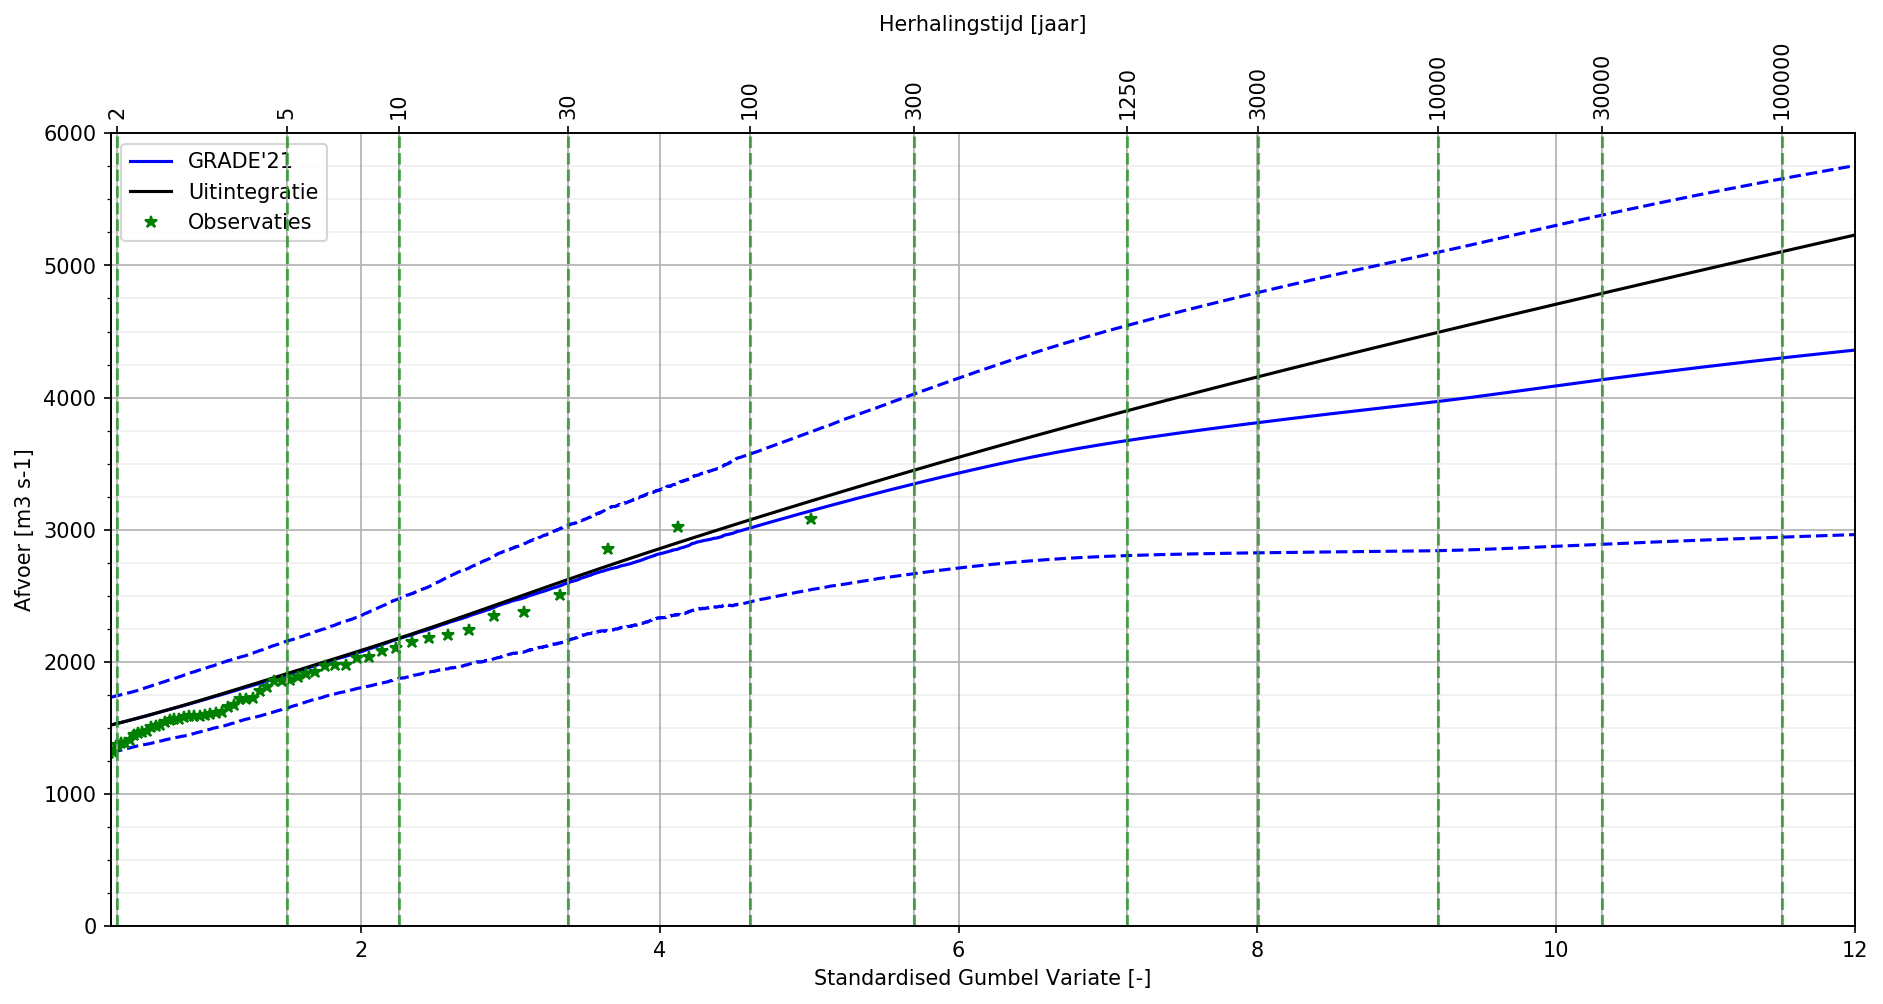 Herhalingstijd [jaar]
2 5 10 30 100 300 1250 3000 10000 30000 100000
6000
5000
4000
3000
2000
1000
0
Afvoer [m3 s-1]
GRADE'21
Uitintegratie
Observaties
2 4 6 8 10 12
Standardised Gumbel Variate [-]